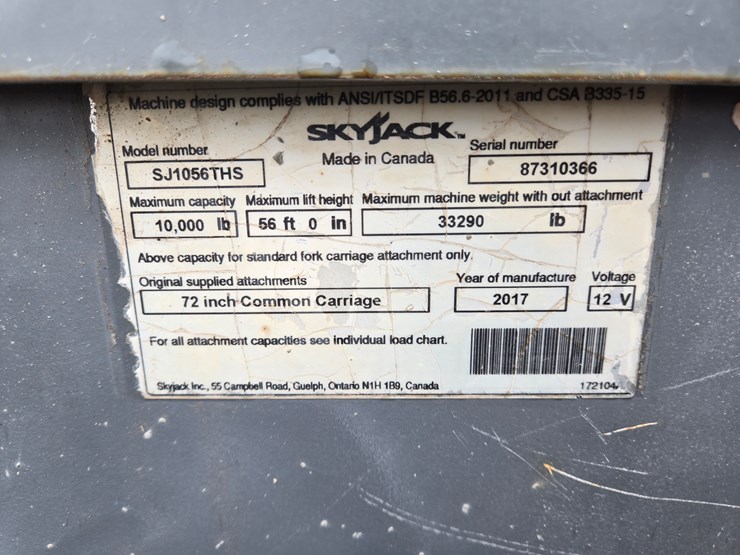 Machine design complies with ANSI/ITSDF B56.6-2011 and CSA B335-15
SKYJACK™
Made in Canada
Model number
SJ1056THS
Serial number
87310366
Maximum capacity Maximum lift height Maximum machine weight with out attachment
10,000 lb 56 ft 0 in 33290 lb
Above capacity for standard fork carriage attachment only.
Original supplied attachments Year of manufacture Voltage
72 inch Common Carriage 2017 12 V
For all attachment capacities see individual load chart.
Skyjack Inc., 55 Campbell Road, Guelph, Ontario N1H 1B9, Canada